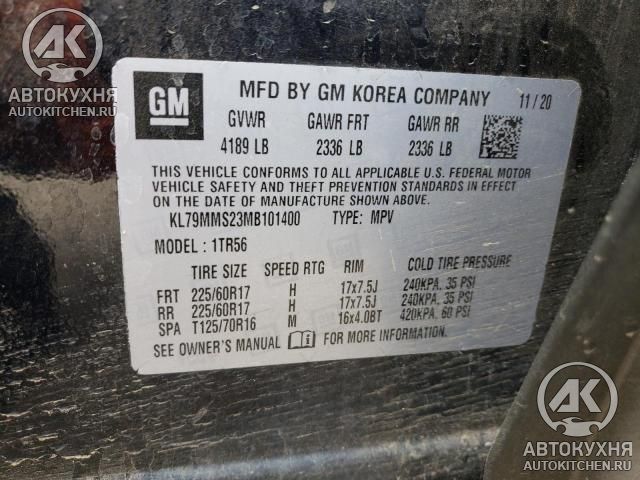 AK
АВТОКУХНЯ
AUTOKITCHEN.RU
GM
MFD BY GM KOREA COMPANY 11/20
GVWR GAWR FRT GAWR RR
4189 LB 2336 LB 2336 LB
THIS VEHICLE CONFORMS TO ALL APPLICABLE U.S. FEDERAL MOTOR
VEHICLE SAFETY AND THEFT PREVENTION STANDARDS IN EFFECT
ON THE DATE OF MANUFACTURE SHOWN ABOVE.
KL79MMS23MB101400 TYPE: MPV
MODEL : 1TR56
TIRE SIZE SPEED RTG RIM COLD TIRE PRESSURE
FRT 225/60R17 H 17x7.5J 240KPA, 35 PSI
RR 225/60R17 H 17x7.5J 240KPA, 35 PSI
SPA T125/70R16 M 16x4.0BT 420KPA, 60 PSI
SEE OWNER'S MANUAL FOR MORE INFORMATION.
AK
АВТОКУХНЯ
AUTOKITCHEN.RU